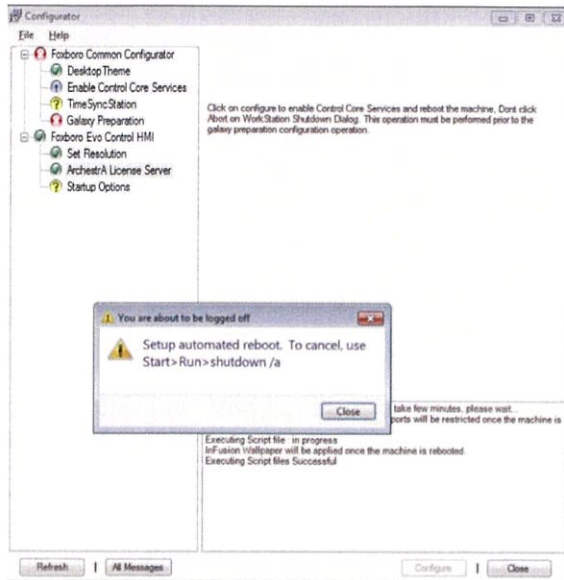 Configurator
File Help
Foxboro Common Configurator
Desktop Theme
Enable Control Core Services
TimeSyncStation
Galaxy Preparation
Foxboro Evo Control HMI
Set Resolution
ArchestrA License Server
Startup Options
Click on configure to enable Control Core Services and reboot the machine, Dont click
Abort on WorkStation Shutdown Dialog. This operation must be performed prior to the
galaxy preparation configuration operation.
You are about to be logged off
Setup automated reboot. To cancel, use
Start>Run>shutdown /a
Close
take few minutes, please wait...
ports will be restricted once the machine is
Executing Script file in progress
InFusion Wallpaper will be applied once the machine is rebooted.
Executing Script files Successful
Refresh All Messages Configure Close